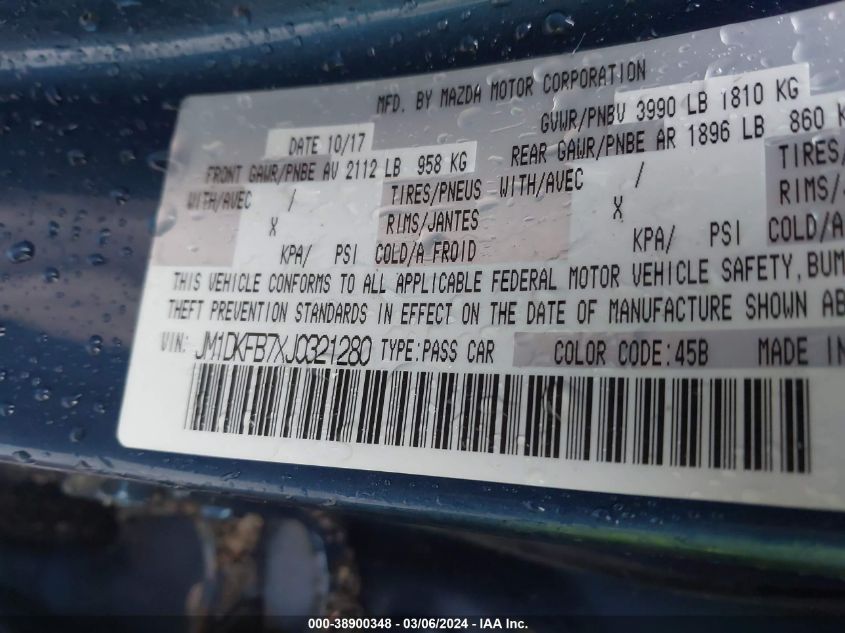 MFD. BY MAZDA MOTOR CORPORATION
DATE 10/17 GVWR/PNBV 3990 LB 1810 KG
FRONT GAWR/PNBE AV 2112 LB 958 KG REAR GAWR/PNBE AR 1896 LB 860 K
WITH/AVEC / TIRES/PNEUS WITH/AVEC / TIRES/
X RIMS/JANTES X RIMS/
KPA/ PSI COLD/A FROID KPA/ PSI COLD/A
THIS VEHICLE CONFORMS TO ALL APPLICABLE FEDERAL MOTOR VEHICLE SAFETY, BUM
THEFT PREVENTION STANDARDS IN EFFECT ON THE DATE OF MANUFACTURE SHOWN AB
VIN: JM1DKFB7XJ0321280 TYPE:PASS CAR COLOR CODE:45B MADE IN
000-38900348 - 03/06/2024 - IAA Inc.